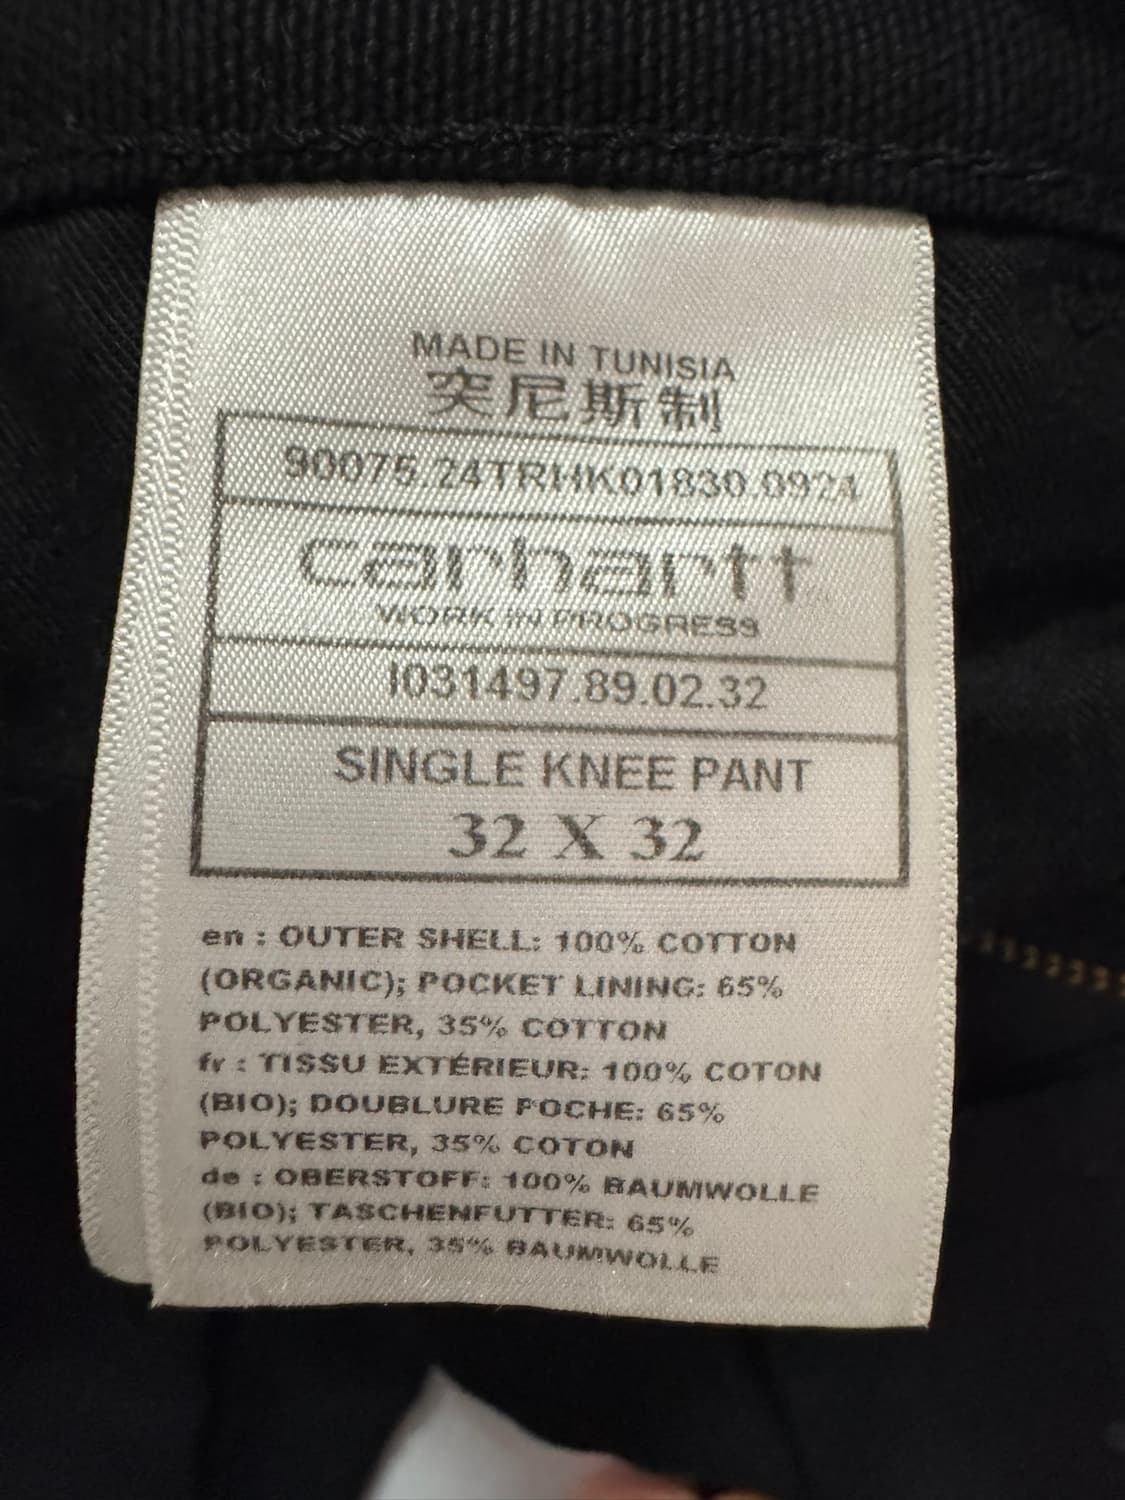 MADE IN TUNISIA
突尼斯制
90075.24TRHK01830.0924
carhartt
WORK IN PROGRESS
I031497.89.02.32
SINGLE KNEE PANT
32 X 32
en : OUTER SHELL: 100% COTTON
(ORGANIC); POCKET LINING: 65%
POLYESTER, 35% COTTON
fr : TISSU EXTÉRIEUR: 100% COTON
(BIO); DOUBLURE POCHE: 65%
POLYESTER, 35% COTON
de : OBERSTOFF: 100% BAUMWOLLE
(BIO); TASCHENFUTTER: 65%
POLYESTER, 35% BAUMWOLLE